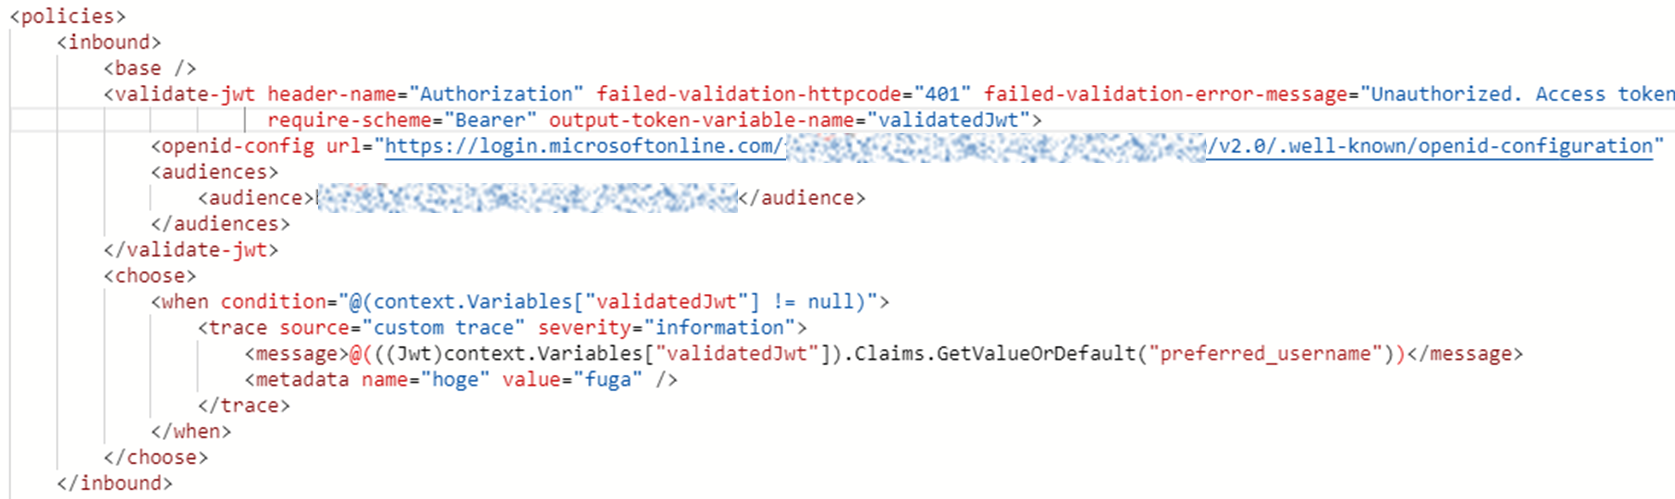 <policies>
<inbound>
<base />
<validate-jwt header-name="Authorization" failed-validation-httpcode="401" failed-validation-error-message="Unauthorized. Access token
require-scheme="Bearer" output-token-variable-name="validatedJwt">
<openid-config url="https://login.microsoftonline.com/ /v2.0/.well-known/openid-configuration"
<audiences>
<audience> </audience>
</audiences>
</validate-jwt>
<choose>
<when condition="@(context.Variables["validatedJwt"] != null)">
<trace source="custom trace" severity="information">
<message>@(((Jwt)context.Variables["validatedJwt"]).Claims.GetValueOrDefault("preferred_username"))</message>
<metadata name="hoge" value="fuga" />
</trace>
</when>
</choose>
</inbound>